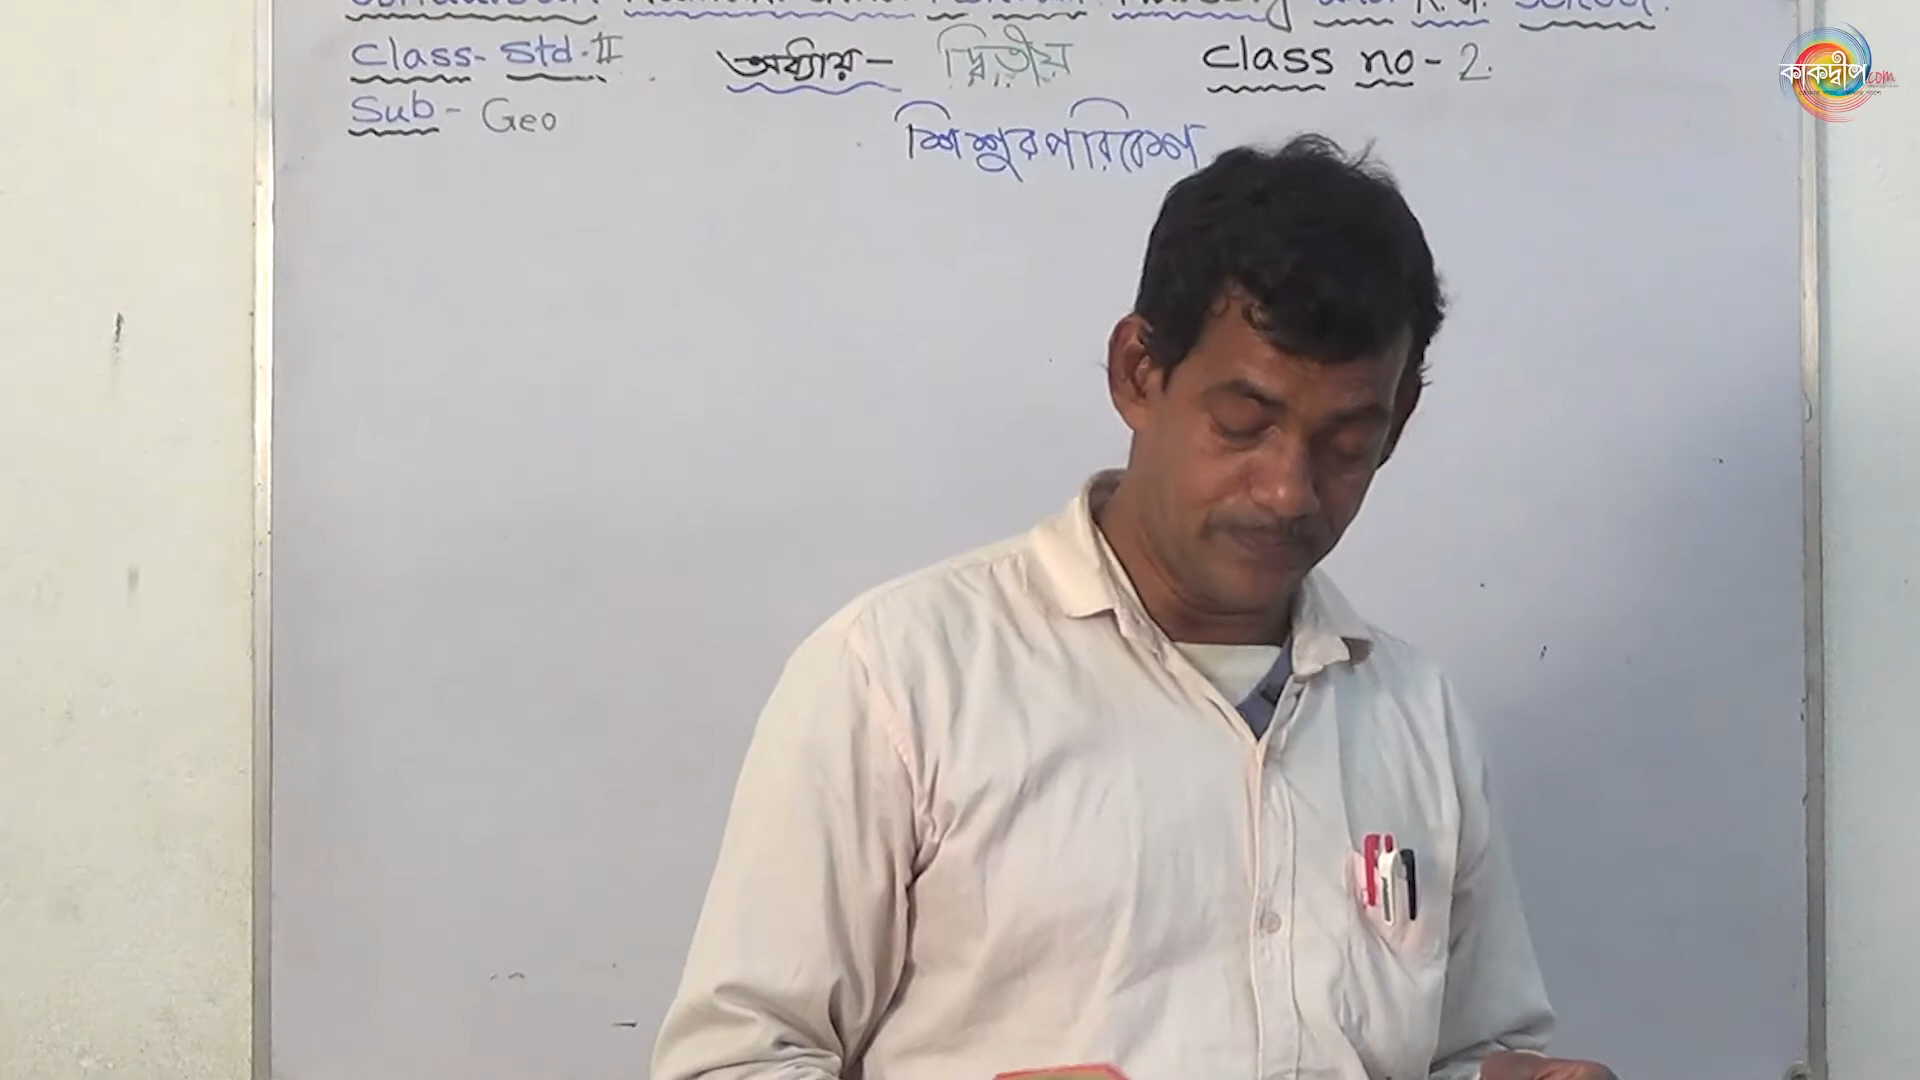 Class- Std-II অধ্যায় - দ্বিতীয় Class no - 2.
Sub - Geo
শিশুর পরিবেশ
কাকদ্বীপ.com